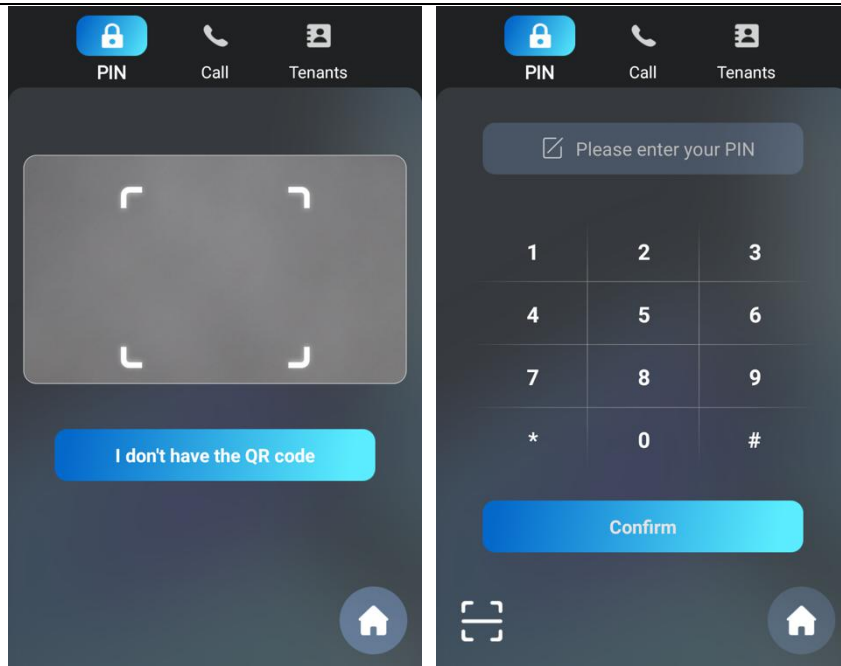 PIN Call Tenants
I don't have the QR code
PIN Call Tenants
Please enter your PIN
1 2 3
4 5 6
7 8 9
* 0 #
Confirm